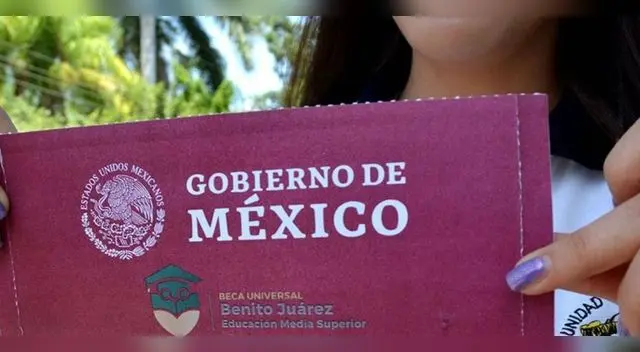 ESTADOS UNIDOS MEXICANOS
GOBIERNO DE
MÉXICO
BECA UNIVERSAL
Benito Juárez
Educación Media Superior
UNIDAD